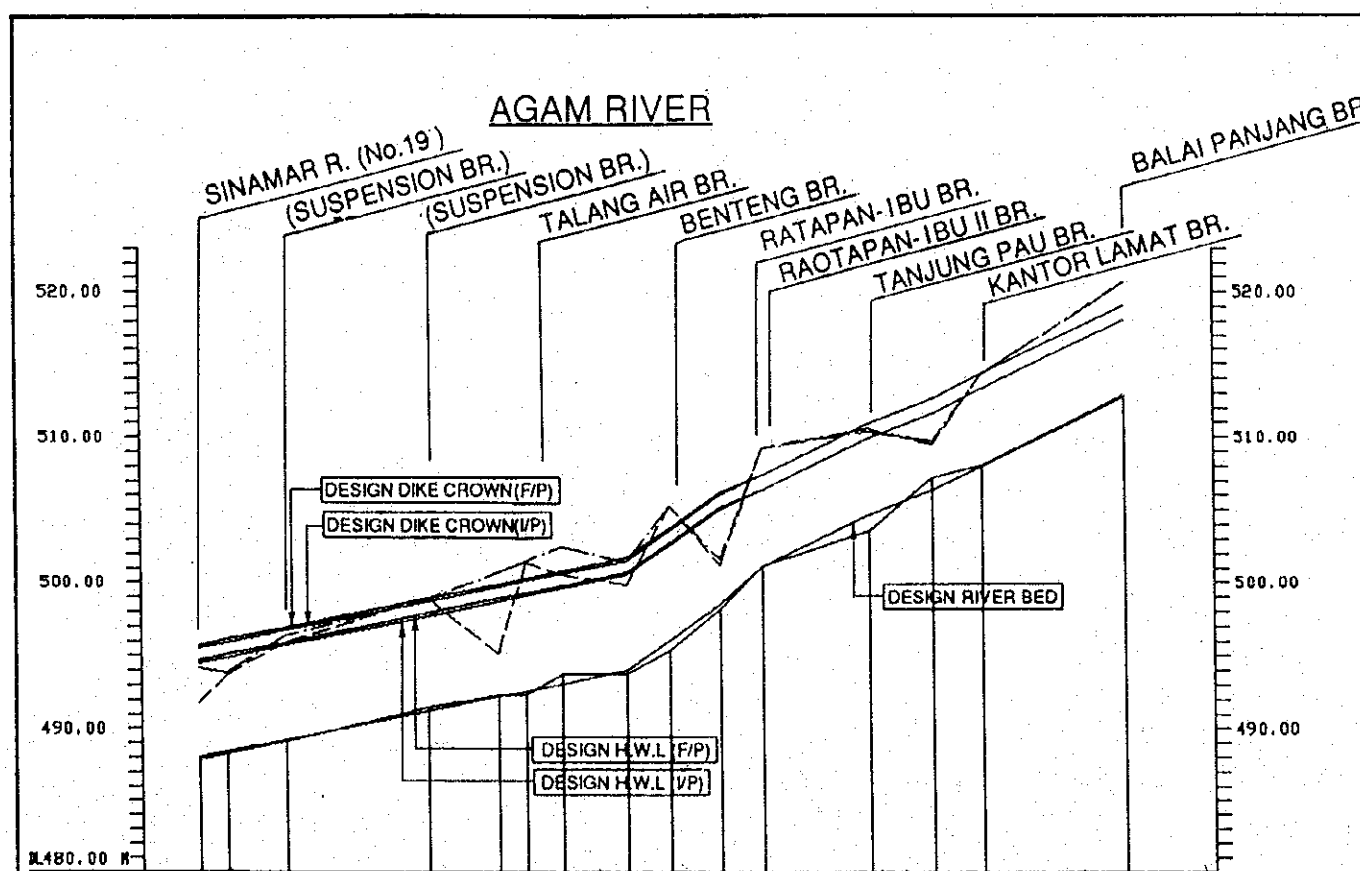 AGAM RIVER
SINAMAR R. (No.19')
(SUSPENSION BR.)
(SUSPENSION BR.)
TALANG AIR BR.
BENTENG BR.
RATAPAN-IBU BR.
RAOTAPAN-IBU II BR.
TANJUNG PAU BR.
KANTOR LAMAT BR.
BALAI PANJANG BR
520.00
520.00
510.00
510.00
DESIGN DIKE CROWN(F/P)
DESIGN DIKE CROWN(I/P)
500.00
500.00
DESIGN RIVER BED
490.00
490.00
DESIGN H.W.L (F/P)
DESIGN H.W.L (I/P)
DL480.00 M